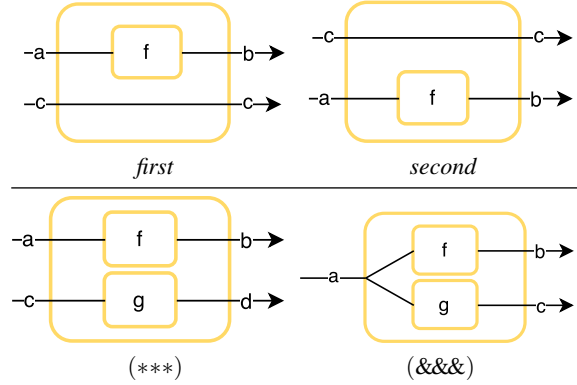 a f b c
c c a f b
first second
a f b
c g d
a f b
g c
(***) (&&&)